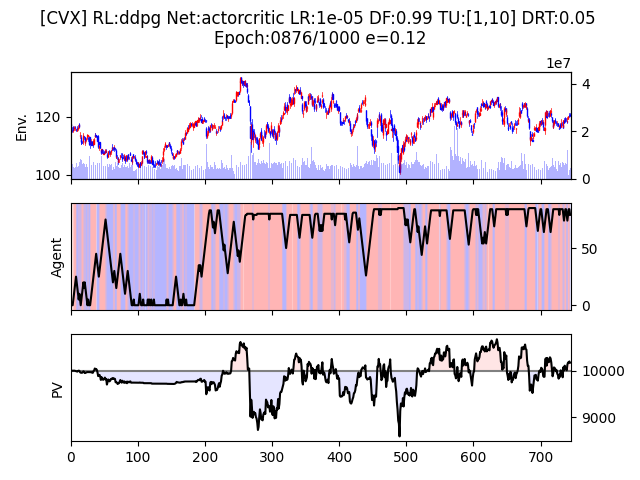 [CVX] RL:ddpg Net:actorcritic LR:1e-05 DF:0.99 TU:[1,10] DRT:0.05
Epoch:0876/1000 e=0.12
1e7
Env.
120
100
4
2
0
Agent
50
0
PV
10000
9000
0 100 200 300 400 500 600 700